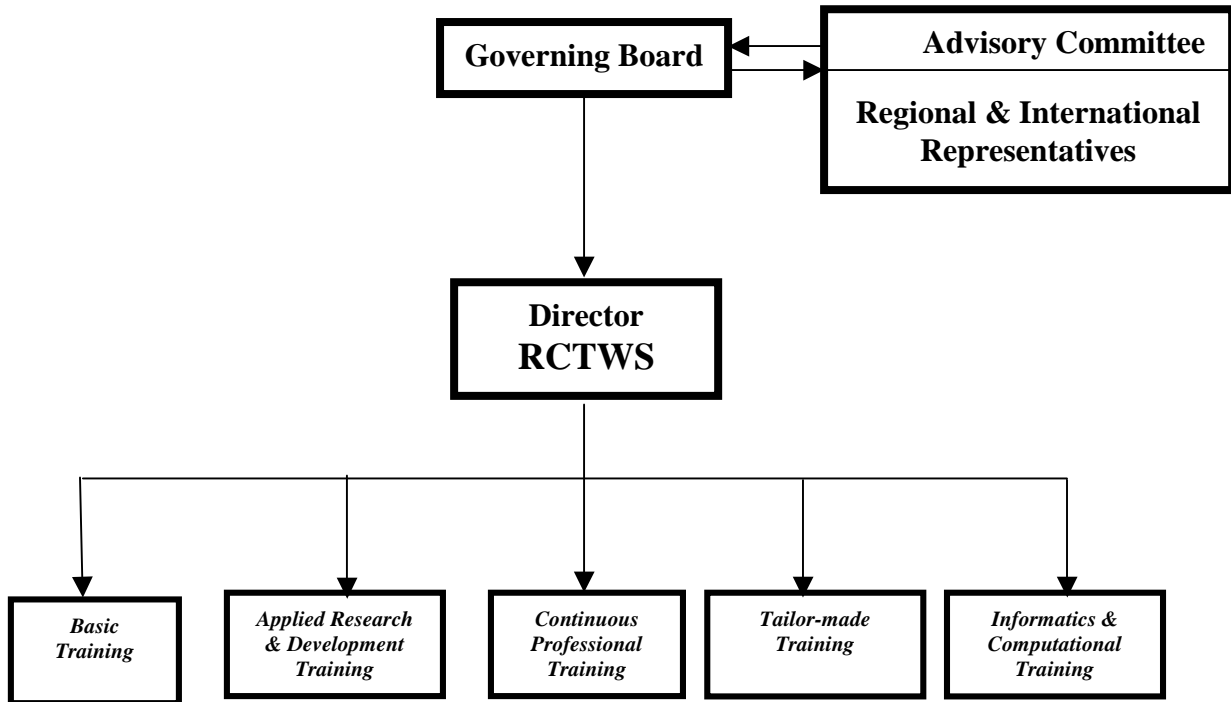 Governing Board
Advisory Committee
Regional & International
Representatives
Director
RCTWS
Basic
Training
Applied Research
& Development
Training
Continuous
Professional
Training
Tailor-made
Training
Informatics &
Computational
Training